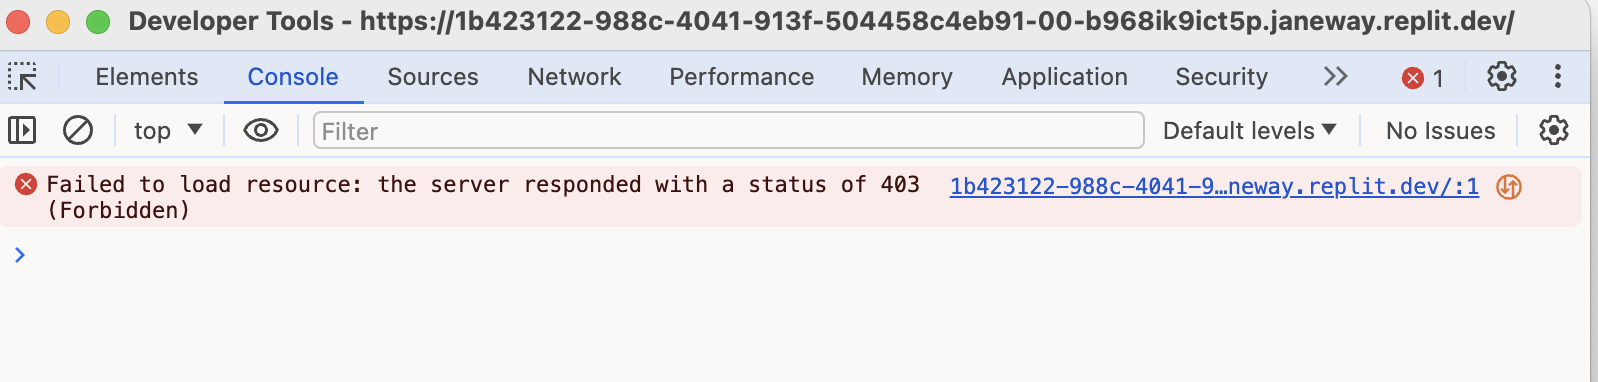 Developer Tools - https://1b423122-988c-4041-913f-504458c4eb91-00-b968ik9ict5p.janeway.replit.dev/
Elements Console Sources Network Performance Memory Application Security 1
top Filter Default levels No Issues
Failed to load resource: the server responded with a status of 403 1b423122-988c-4041-9…neway.replit.dev/:1
(Forbidden)